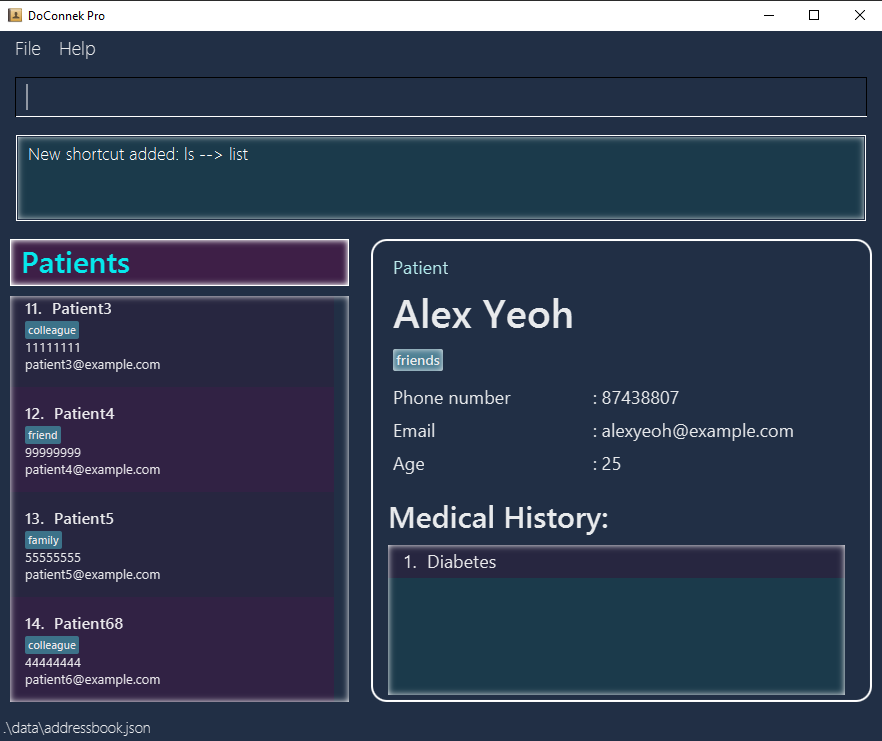 DoConnek Pro
File Help
New shortcut added: ls --> list
Patients
11. Patient3
colleague
11111111
patient3@example.com
12. Patient4
friend
99999999
patient4@example.com
13. Patient5
family
55555555
patient5@example.com
14. Patient68
colleague
44444444
patient6@example.com
Patient
Alex Yeoh
friends
Phone number : 87438807
Email : alexyeoh@example.com
Age : 25
Medical History:
1. Diabetes
.\data\addressbook.json